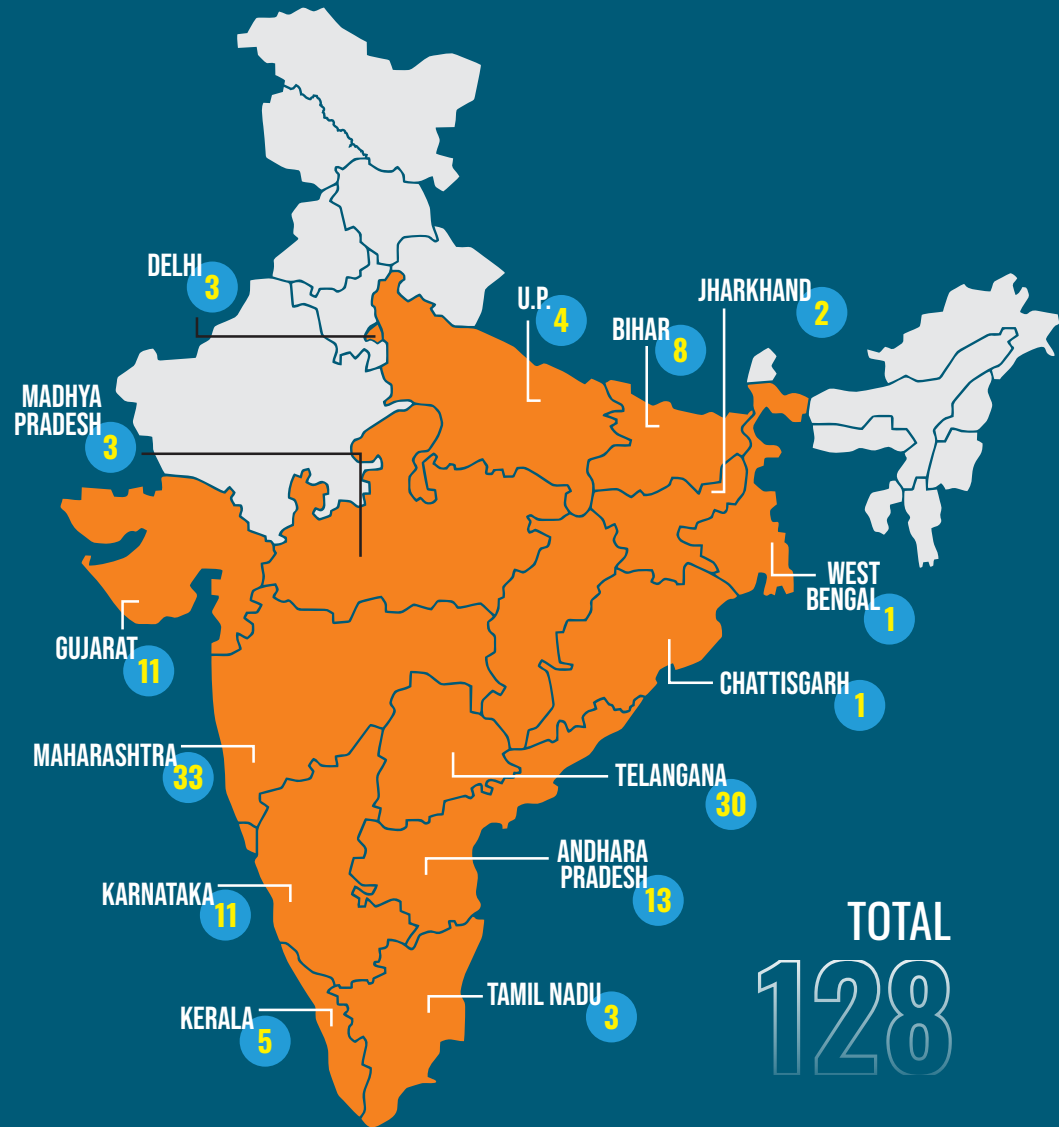 DELHI
3
U.P.
4
JHARKHAND
2
BIHAR
8
MADHYA
PRADESH
3
WEST
BENGAL
1
GUJARAT
11
CHATTISGARH
1
MAHARASHTRA
33
TELANGANA
30
ANDHARA
PRADESH
13
KARNATAKA
11
TOTAL
128
TAMIL NADU
3
KERALA
5